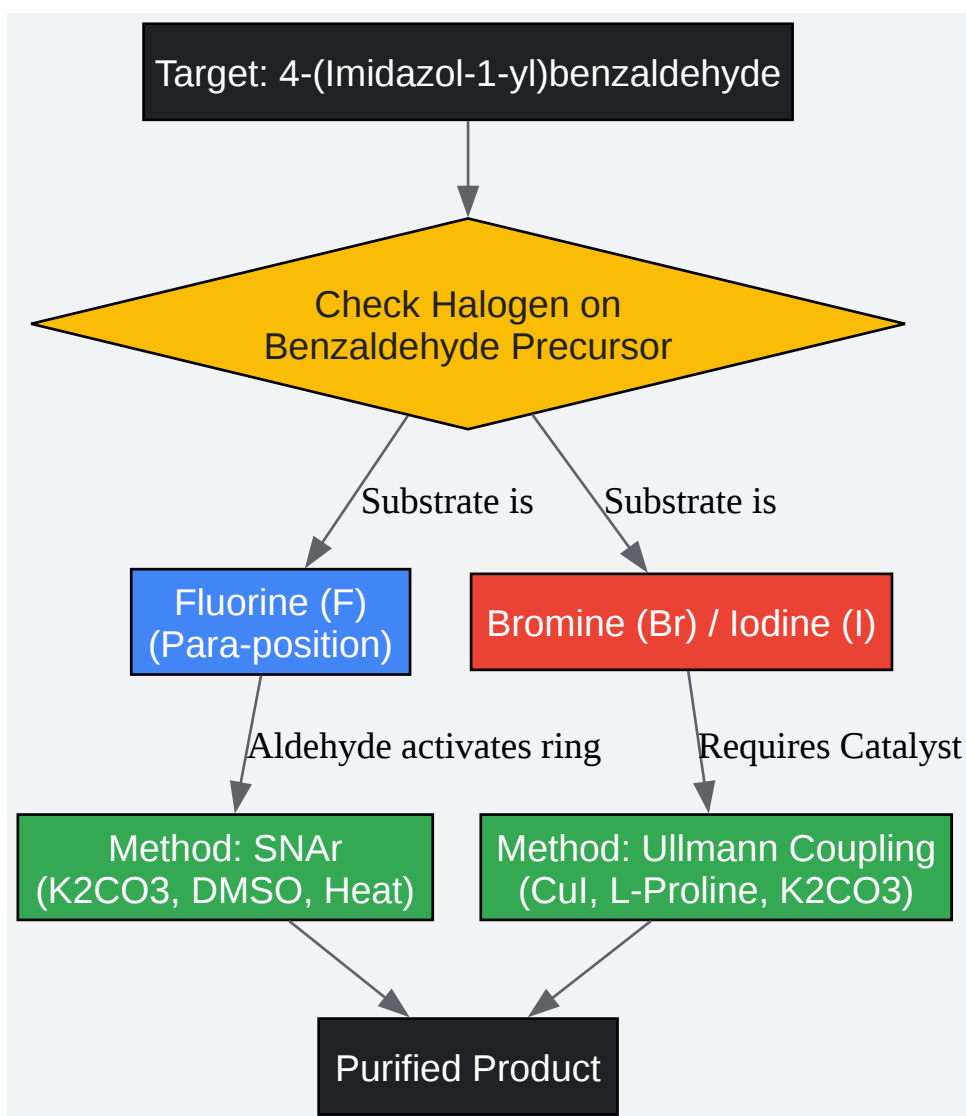 Target: 4-(Imidazol-1-yl)benzaldehyde
Check Halogen on
Benzaldehyde Precursor
Substrate is
Substrate is
Fluorine (F)
(Para-position)
Bromine (Br) / Iodine (I)
Aldehyde activates ring
Requires Catalyst
Method: SNAr
(K2CO3, DMSO, Heat)
Method: Ullmann Coupling
(CuI, L-Proline, K2CO3)
Purified Product